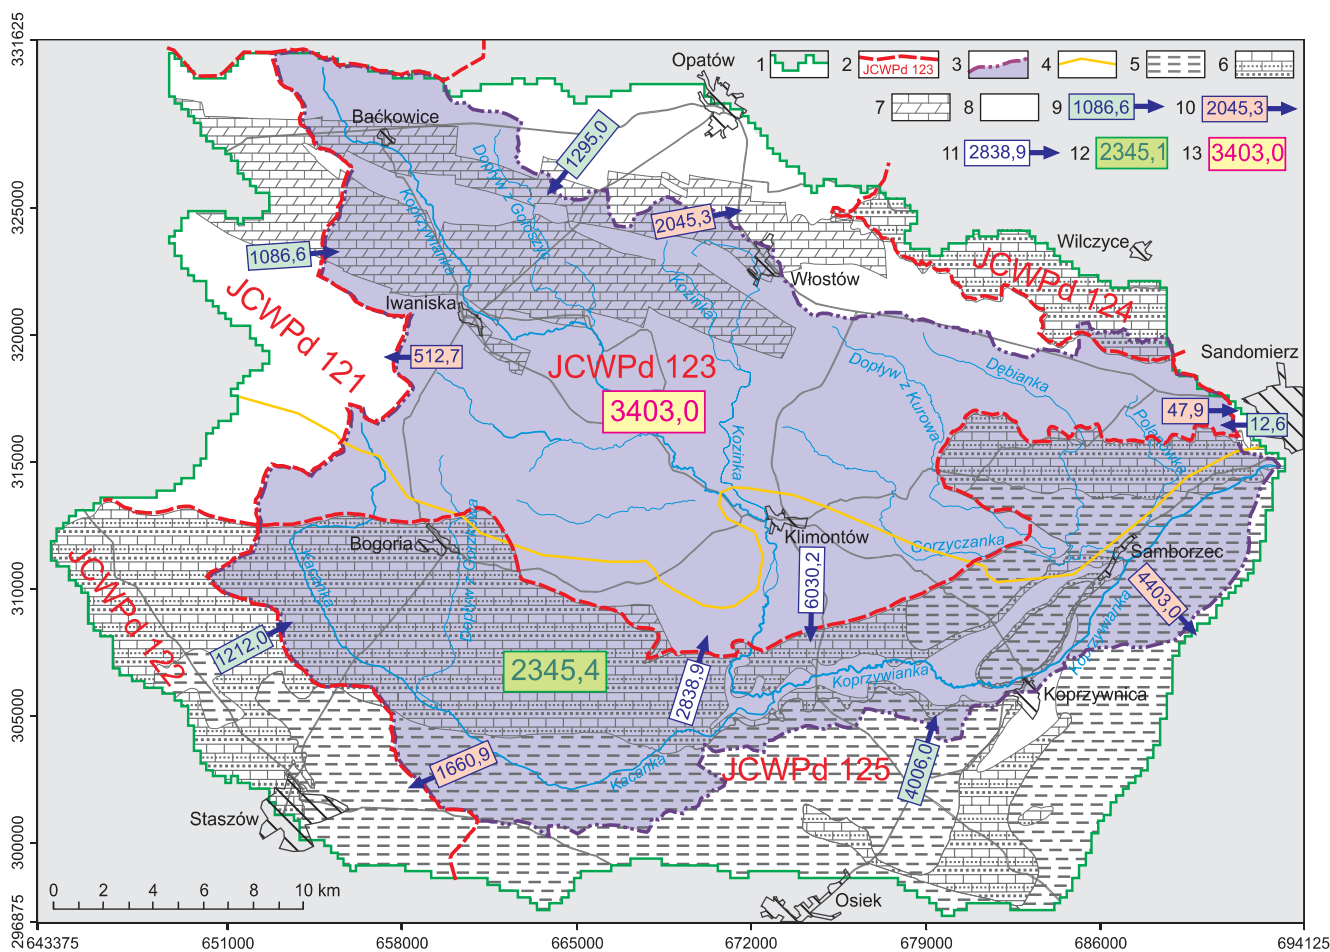 331625
325000
320000
315000
310000
305000
300000
296875
643375
651000
658000
665000
672000
679000
686000
694125
1
2
JCWPd 123
3
4
5
6
7
8
9
1086,6
10
2045,3
11
2838,9
12
2345,1
13
3403,0
Opatów
Baćkowice
1295,0
Dopływ z Gołoszyc
Koprzywianka
2045,3
Wilczyce
1086,6
JCWPd 124
Włostów
JCWPd 121
Iwaniska
Kozinka
512,7
JCWPd 123
3403,0
Dopływ z Kurowa
Dębianka
Sandomierz
47,9
12,6
Polanówka
Kozinka
Klimontów
Gorzyczanka
Samborzec
Bogoria
Kacanka
6030,2
4403,0
JCWPd 122
1212,0
2345,4
2838,9
Koprzywianka
Koprzywianka
Koprzywnica
1660,9
Kacanka
JCWPd 125
4006,0
Staszów
Osiek
0 2 4 6 8 10 km